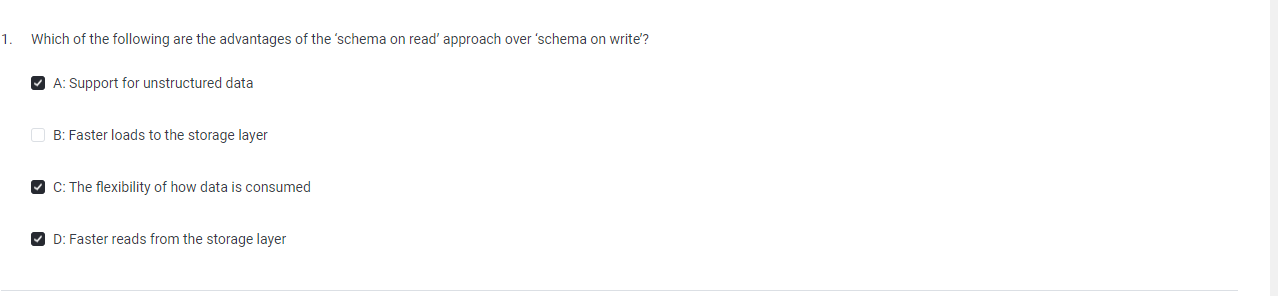 1. Which of the following are the advantages of the ‘schema on read’ approach over ‘schema on write’?
A: Support for unstructured data
B: Faster loads to the storage layer
C: The flexibility of how data is consumed
D: Faster reads from the storage layer